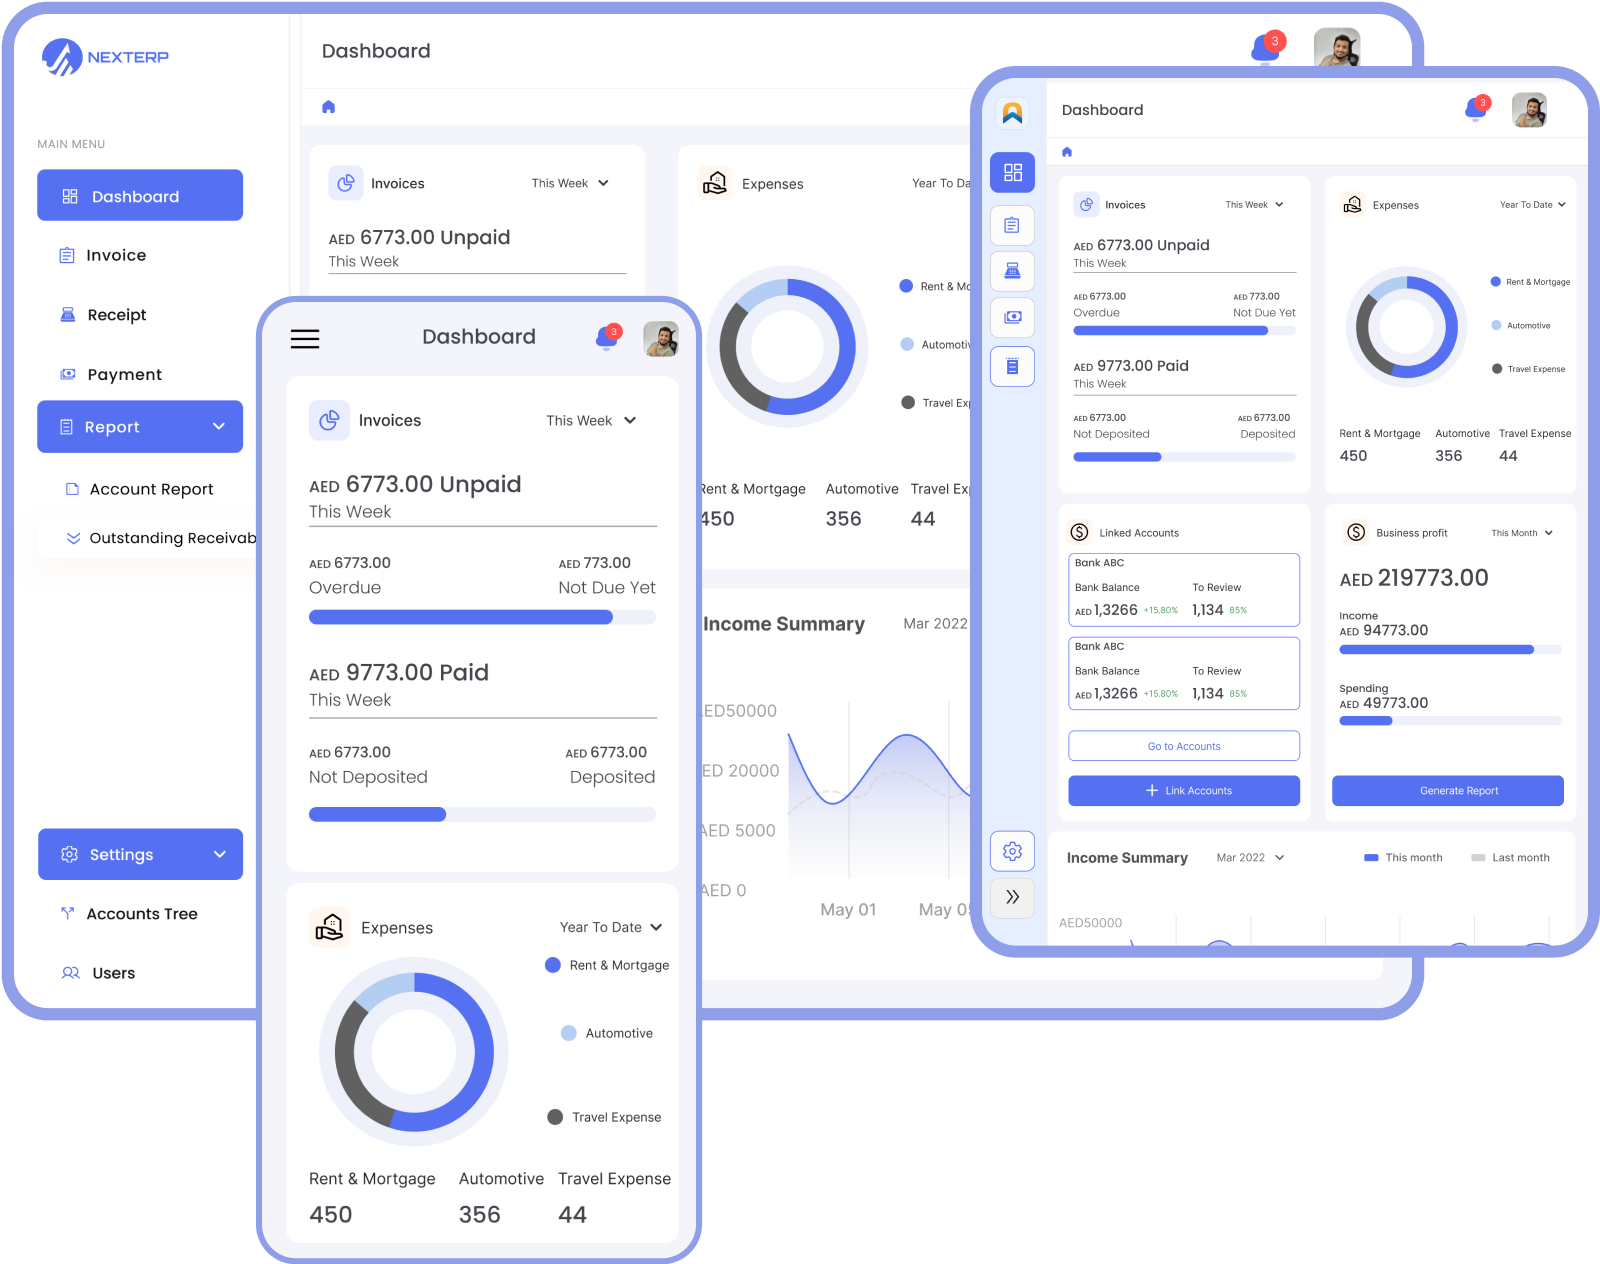 NEXTERP
MAIN MENU
Dashboard
Invoice
Receipt
Payment
Report
Account Report
Outstanding Receivab
Settings
Accounts Tree
Users
Dashboard
3
Invoices
This Week
AED 6773.00 Unpaid
This Week
Expenses
Year To Da
Rent & Mo
Automotiv
Travel Exp
Rent & Mortgage Automotive Travel Ex
450 356 44
Income Summary
Mar 2022
AED50000
ED 20000
AED 5000
AED 0
May 01 May 05
Dashboard
3
Invoices
This Week
AED 6773.00 Unpaid
This Week
AED 6773.00 AED 773.00
Overdue Not Due Yet
AED 9773.00 Paid
This Week
AED 6773.00 AED 6773.00
Not Deposited Deposited
Expenses
Year To Date
Rent & Mortgage
Automotive
Travel Expense
Rent & Mortgage Automotive Travel Expense
450 356 44
Dashboard
3
Invoices
This Week
AED 6773.00 Unpaid
This Week
AED 6773.00 AED 773.00
Overdue Not Due Yet
AED 9773.00 Paid
This Week
AED 6773.00 AED 6773.00
Not Deposited Deposited
Expenses
Year To Date
Rent & Mortgage
Automotive
Travel Expense
Rent & Mortgage Automotive Travel Expense
450 356 44
Linked Accounts
Bank ABC
Bank Balance To Review
AED 1,3266 +15.80% 1,134 85%
Bank ABC
Bank Balance To Review
AED 1,3266 +15.80% 1,134 85%
Go to Accounts
Link Accounts
Business profit
This Month
AED 219773.00
Income
AED 94773.00
Spending
AED 49773.00
Generate Report
Income Summary
Mar 2022
This month
Last month
AED50000